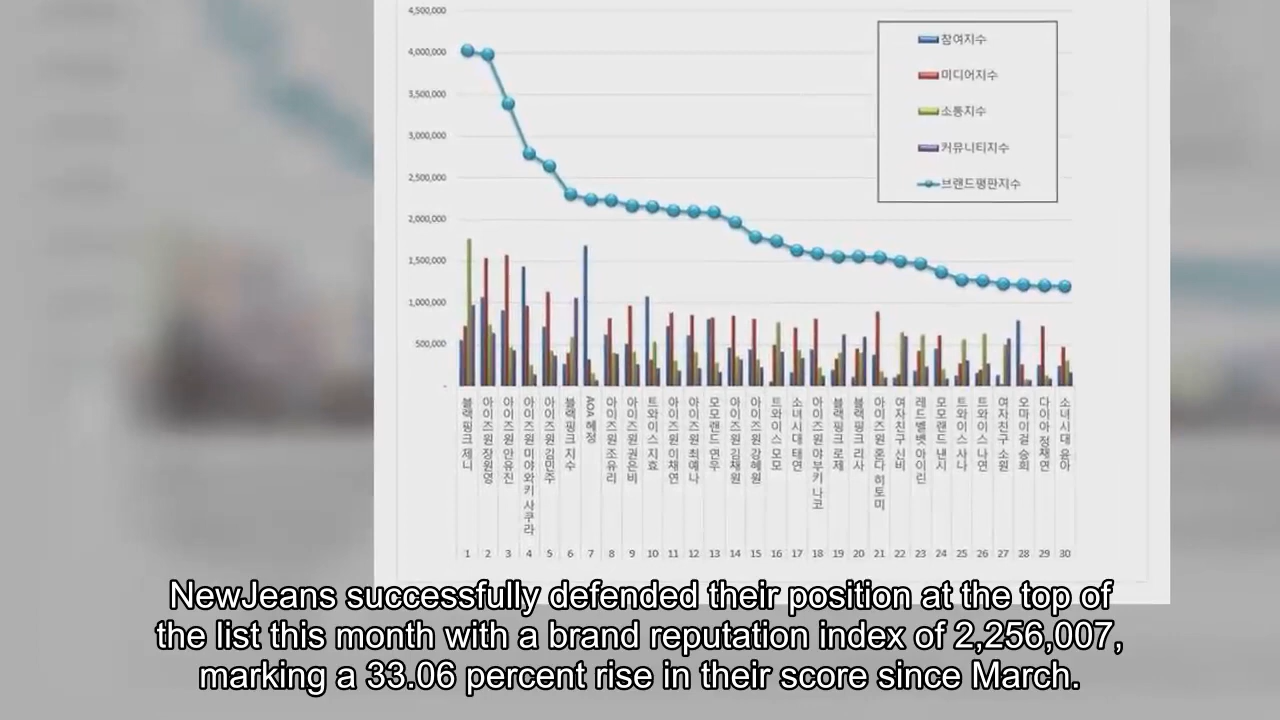 4,500,000
4,000,000
3,500,000
3,000,000
2,500,000
2,000,000
1,500,000
1,000,000
500,000
-
참여지수
미디어지수
소통지수
커뮤니티지수
브랜드평판지수
블랙핑크 제니
아이즈원 장원영
아이즈원 안유진
아이즈원 미야와키 사쿠라
아이즈원 김민주
블랙핑크 지수
AOA 혜정
아이즈원 조유리
아이즈원 권은비
트와이스 지효
아이즈원 이채연
아이즈원 최예나
모모랜드 연우
아이즈원 김채원
아이즈원 강혜원
트와이스 모모
소녀시대 태연
아이즈원 야부키 나코
블랙핑크 로제
블랙핑크 리사
아이즈원 혼다 히토미
여자친구 신비
레드벨벳 아이린
모모랜드 낸시
트와이스 사나
트와이스 나연
여자친구 소원
오마이걸 승희
다이아 정채연
소녀시대 윤아
1 2 3 4 5 6 7 8 9 10 11 12 13 14 15 16 17 18 19 20 21 22 23 24 25 26 27 28 29 30
NewJeans successfully defended their position at the top of
the list this month with a brand reputation index of 2,256,007,
marking a 33.06 percent rise in their score since March.